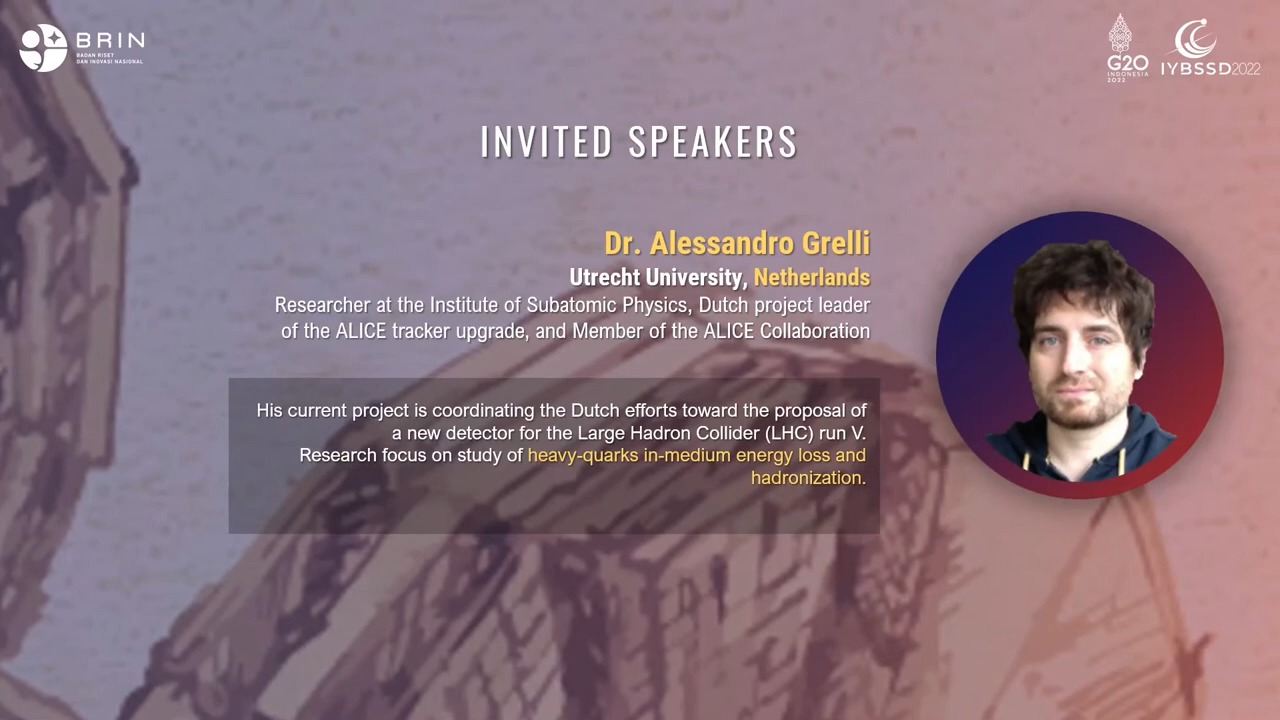 BRIN
BADAN RISET
DAN INOVASI NASIONAL
G20
INDONESIA
2022
IYBSSD2022
INVITED SPEAKERS
Dr. Alessandro Grelli
Utrecht University, Netherlands
Researcher at the Institute of Subatomic Physics, Dutch project leader
of the ALICE tracker upgrade, and Member of the ALICE Collaboration
His current project is coordinating the Dutch efforts toward the proposal of
a new detector for the Large Hadron Collider (LHC) run V.
Research focus on study of heavy-quarks in-medium energy loss and
hadronization.